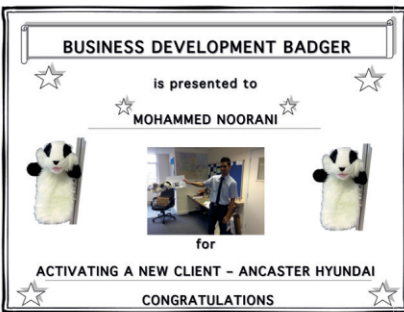 BUSINESS DEVELOPMENT BADGER
is presented to
MOHAMMED NOORANI
for
ACTIVATING A NEW CLIENT – ANCASTER HYUNDAI
CONGRATULATIONS